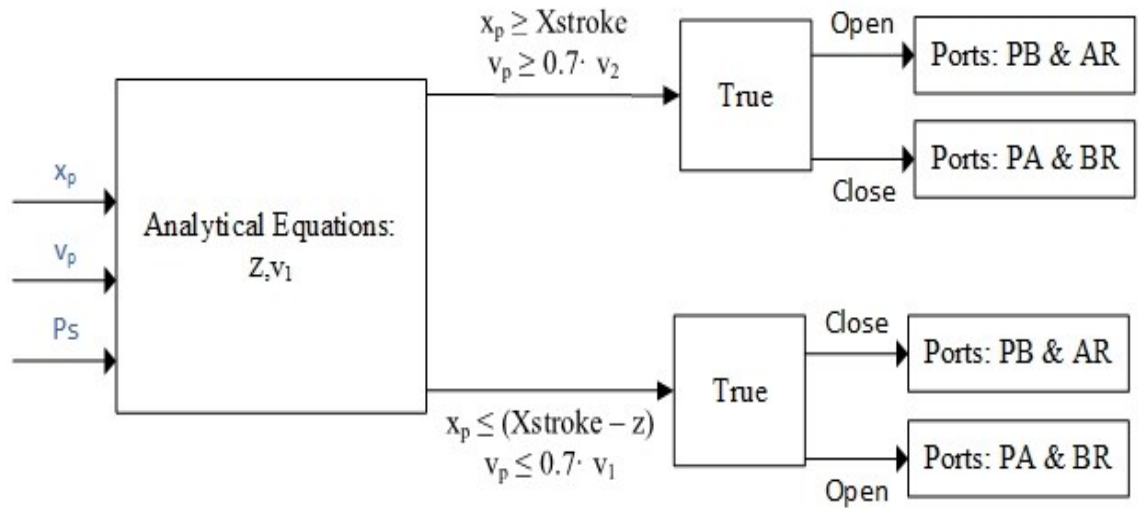 xₚ ≥ Xstroke
vₚ ≥ 0.7· v₂
Open
Ports: PB & AR
True
Close
Ports: PA & BR
xₚ
vₚ
Ps
Analytical Equations:
Z,v₁
xₚ ≤ (Xstroke – z)
vₚ ≤ 0.7· v₁
Close
Ports: PB & AR
True
Open
Ports: PA & BR